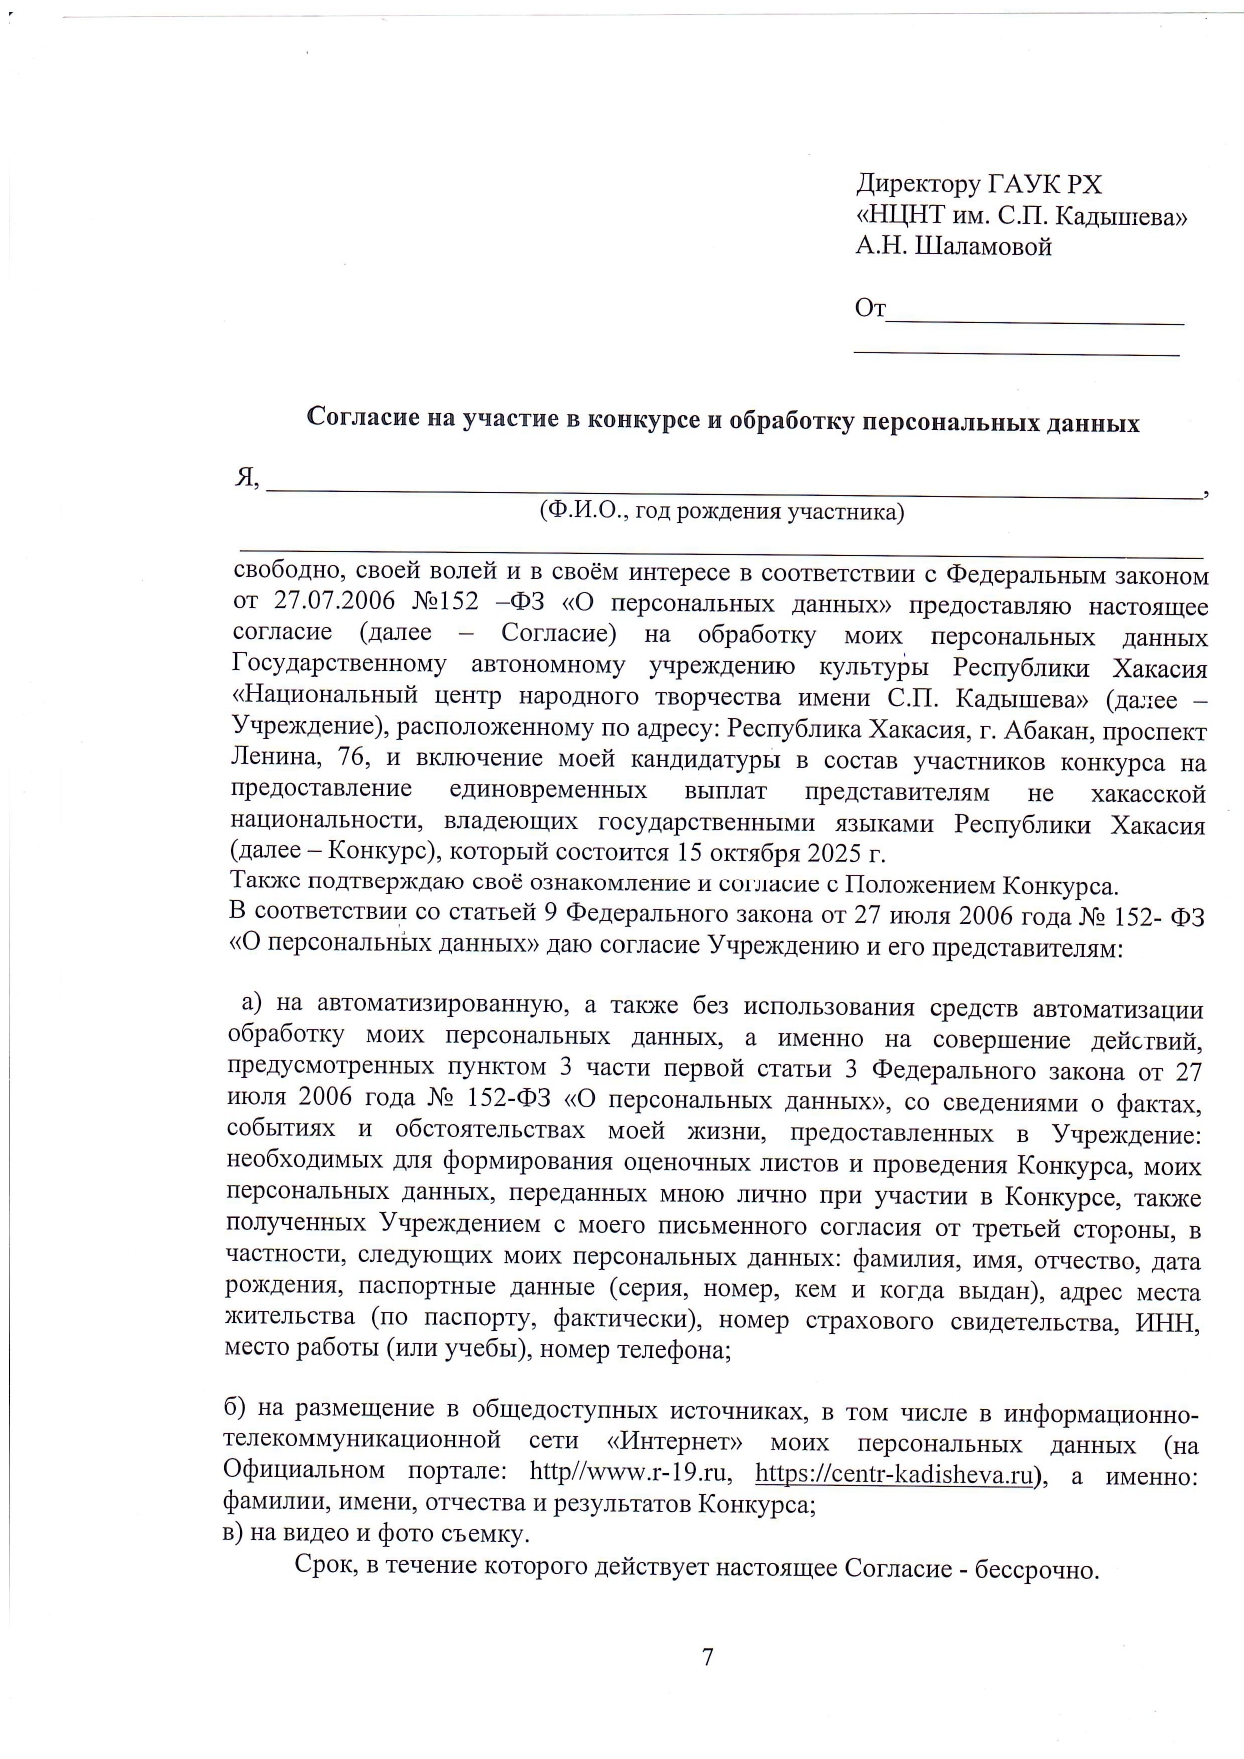 Директору ГАУК РХ
«НЦНТ им. С.П. Кадышева»
А.Н. Шаламовой
От
Согласие на участие в конкурсе и обработку персональных данных
Я, ,
(Ф.И.О., год рождения участника)
свободно, своей волей и в своём интересе в соответствии с Федеральным законом
от 27.07.2006 №152 –ФЗ «О персональных данных» предоставляю настоящее
согласие (далее – Согласие) на обработку моих персональных данных
Государственному автономному учреждению культуры Республики Хакасия
«Национальный центр народного творчества имени С.П. Кадышева» (далее –
Учреждение), расположенному по адресу: Республика Хакасия, г. Абакан, проспект
Ленина, 76, и включение моей кандидатуры в состав участников конкурса на
предоставление единовременных выплат представителям не хакасской
национальности, владеющих государственными языками Республики Хакасия
(далее – Конкурс), который состоится 15 октября 2025 г.
Также подтверждаю своё ознакомление и согласие с Положением Конкурса.
В соответствии со статьей 9 Федерального закона от 27 июля 2006 года № 152- ФЗ
«О персональных данных» даю согласие Учреждению и его представителям:
а) на автоматизированную, а также без использования средств автоматизации
обработку моих персональных данных, а именно на совершение действий,
предусмотренных пунктом 3 части первой статьи 3 Федерального закона от 27
июля 2006 года № 152-ФЗ «О персональных данных», со сведениями о фактах,
событиях и обстоятельствах моей жизни, предоставленных в Учреждение:
необходимых для формирования оценочных листов и проведения Конкурса, моих
персональных данных, переданных мною лично при участии в Конкурсе, также
полученных Учреждением с моего письменного согласия от третьей стороны, в
частности, следующих моих персональных данных: фамилия, имя, отчество, дата
рождения, паспортные данные (серия, номер, кем и когда выдан), адрес места
жительства (по паспорту, фактически), номер страхового свидетельства, ИНН,
место работы (или учебы), номер телефона;
б) на размещение в общедоступных источниках, в том числе в информационно-
телекоммуникационной сети «Интернет» моих персональных данных (на
Официальном портале: http//www.r-19.ru, https://centr-kadisheva.ru), а именно:
фамилии, имени, отчества и результатов Конкурса;
в) на видео и фото съемку.
Срок, в течение которого действует настоящее Согласие - бессрочно.
7